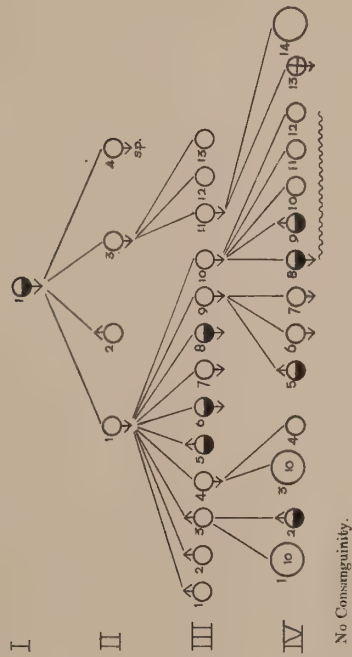 I 1
II 1 2 3 4
sp.
III 1 2 3 4 5 6 7 8 9 10 11 12 13
IV 1 10 2 3 10 4 5 6 7 8 9 10 11 12 13 14
No Consanguinity.